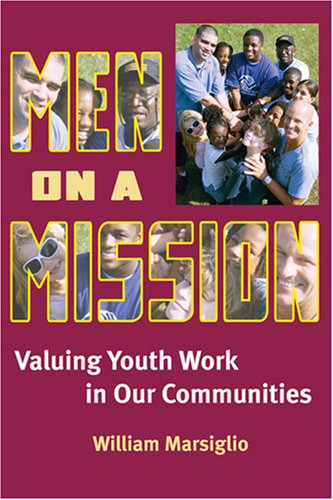 MEN
ON A
MISSION
Valuing Youth Work
in Our Communities
William Marsiglio